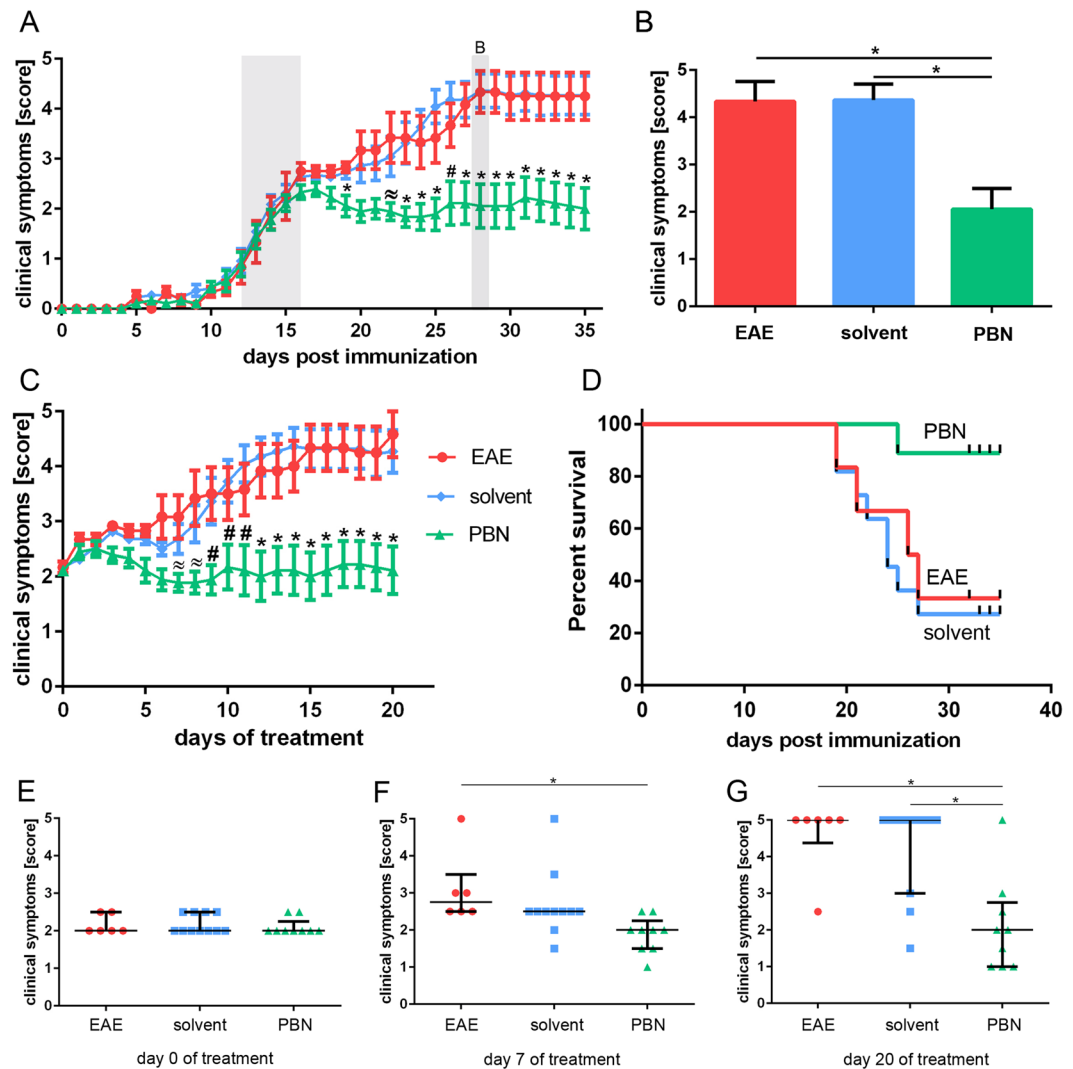 A
clinical symptoms [score]
5
4
3
2
1
0
B
* ≈ * * * # * * * * * * * * *
0 5 10 15 20 25 30 35
days post immunization
B
clinical symptoms [score]
5
4
3
2
1
0
*
*
EAE solvent PBN
C
clinical symptoms [score]
5
4
3
2
1
0
≈ ≈ # # # * * * * * * * * *
0 5 10 15 20
days of treatment
EAE
solvent
PBN
D
Percent survival
100
80
60
40
20
0
PBN
EAE
solvent
0 10 20 30 40
days post immunization
E
clinical symptoms [score]
5
4
3
2
1
0
EAE solvent PBN
day 0 of treatment
F
clinical symptoms [score]
5
4
3
2
1
0
*
EAE solvent PBN
day 7 of treatment
G
clinical symptoms [score]
5
4
3
2
1
0
*
*
EAE solvent PBN
day 20 of treatment